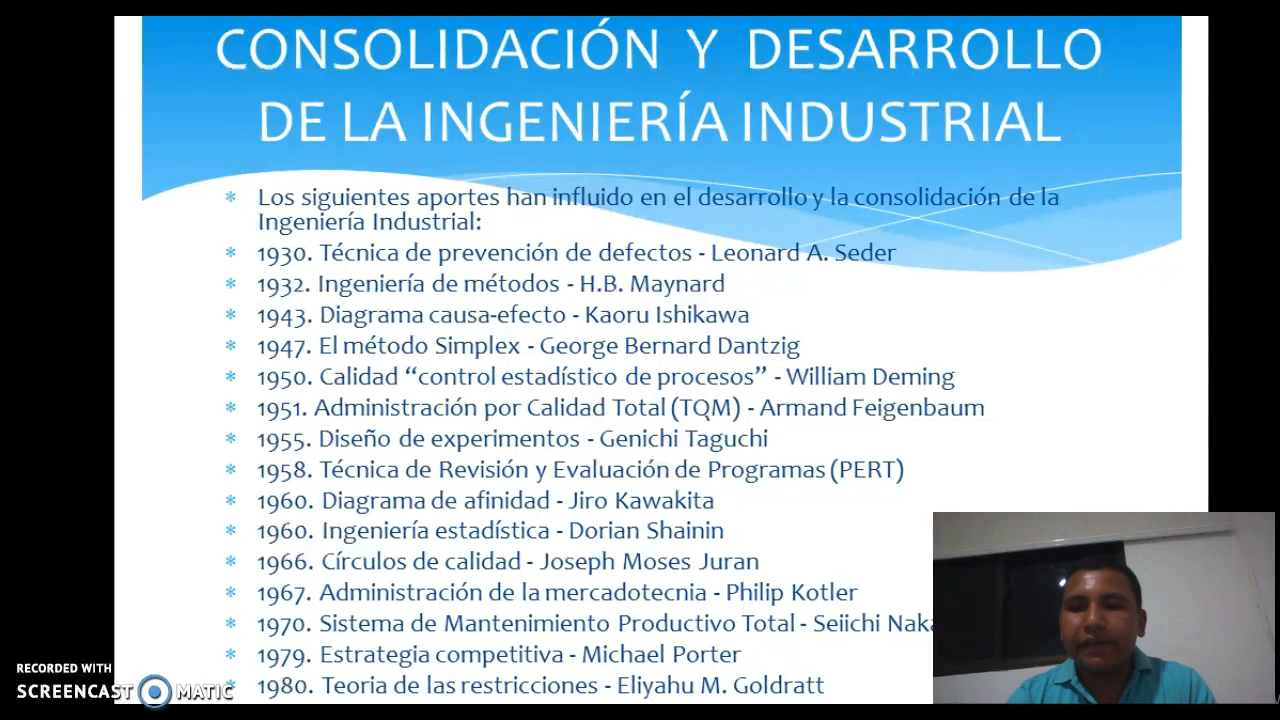 CONSOLIDACIÓN Y DESARROLLO
DE LA INGENIERÍA INDUSTRIAL
* Los siguientes aportes han influido en el desarrollo y la consolidación de la
Ingeniería Industrial:
* 1930. Técnica de prevención de defectos - Leonard A. Seder
* 1932. Ingeniería de métodos - H.B. Maynard
* 1943. Diagrama causa-efecto - Kaoru Ishikawa
* 1947. El método Simplex - George Bernard Dantzig
* 1950. Calidad “control estadístico de procesos” - William Deming
* 1951. Administración por Calidad Total (TQM) - Armand Feigenbaum
* 1955. Diseño de experimentos - Genichi Taguchi
* 1958. Técnica de Revisión y Evaluación de Programas (PERT)
* 1960. Diagrama de afinidad - Jiro Kawakita
* 1960. Ingeniería estadística - Dorian Shainin
* 1966. Círculos de calidad - Joseph Moses Juran
* 1967. Administración de la mercadotecnia - Philip Kotler
* 1970. Sistema de Mantenimiento Productivo Total - Seiichi
* 1979. Estrategia competitiva - Michael Porter
* 1980. Teoria de las restricciones - Eliyahu M. Goldratt
RECORDED WITH
SCREENCAST MATIC